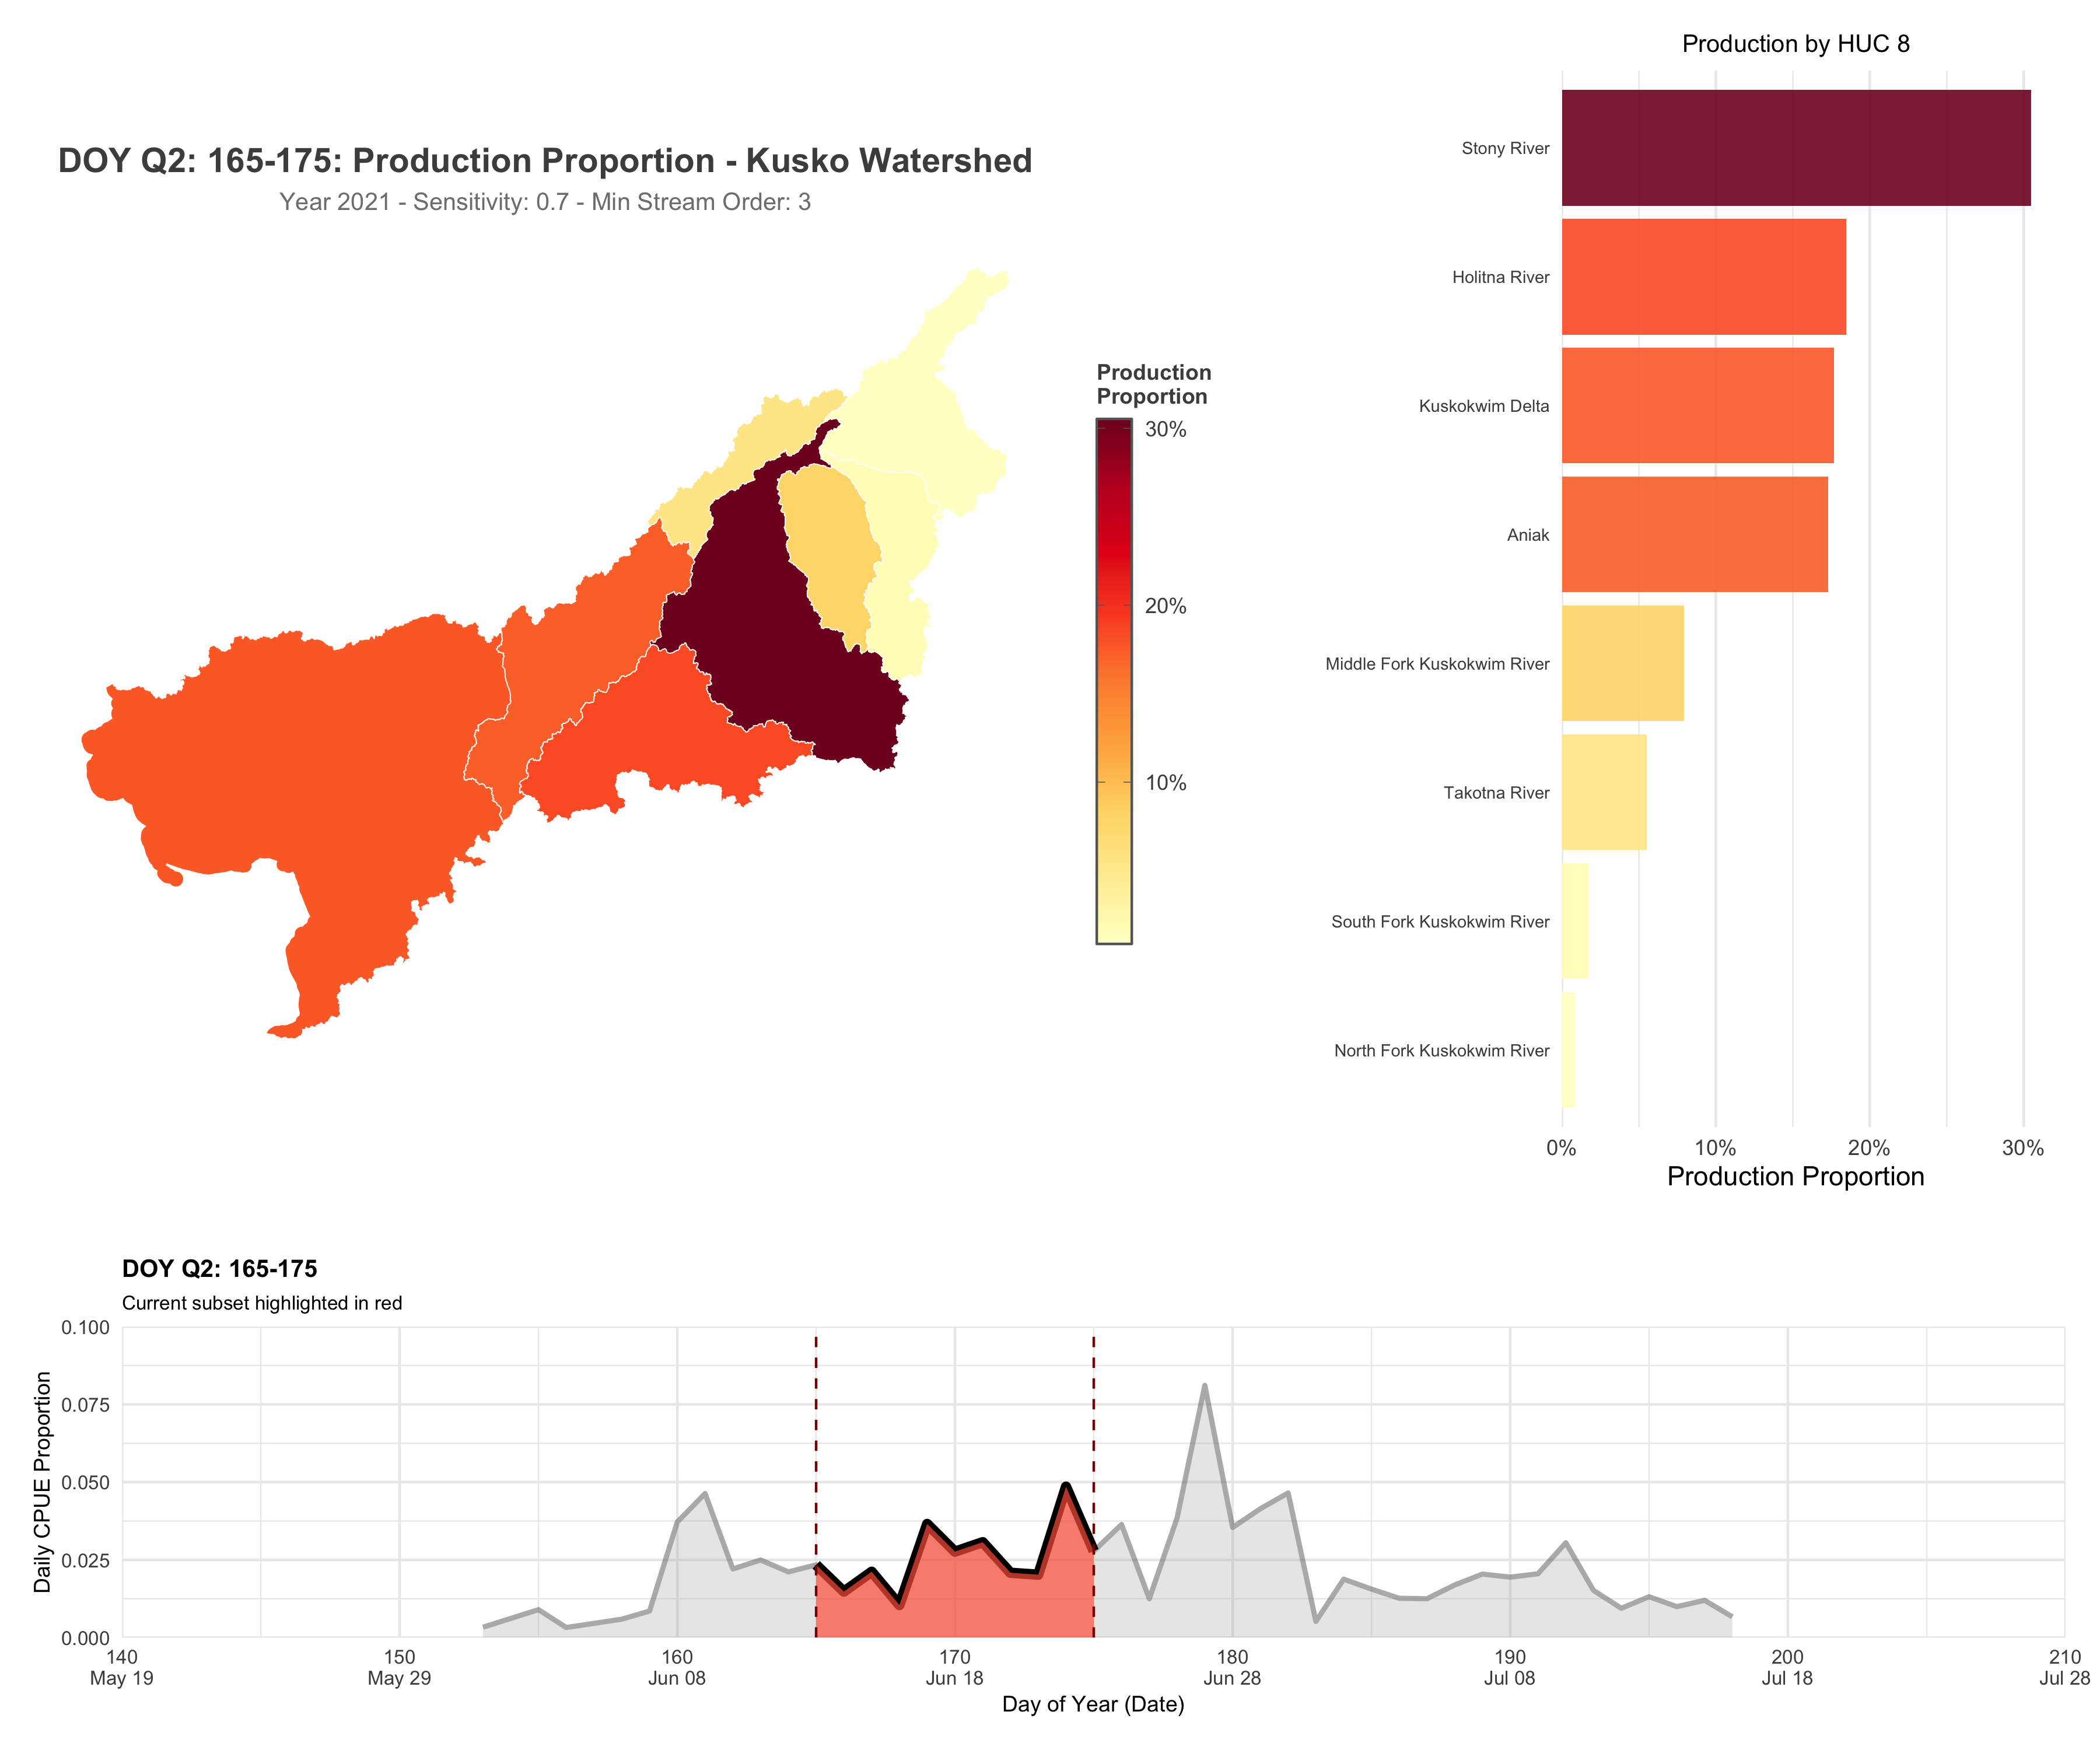 DOY Q2: 165-175: Production Proportion - Kusko Watershed
Year 2021 - Sensitivity: 0.7 - Min Stream Order: 3
Production
Proportion
30%
20%
10%
Production by HUC 8
Stony River
Holitna River
Kuskokwim Delta
Aniak
Middle Fork Kuskokwim River
Takotna River
South Fork Kuskokwim River
North Fork Kuskokwim River
0% 10% 20% 30%
Production Proportion
DOY Q2: 165-175
Current subset highlighted in red
Daily CPUE Proportion
0.100
0.075
0.050
0.025
0.000
140 150 160 170 180 190 200 210
May 19 May 29 Jun 08 Jun 18 Jun 28 Jul 08 Jul 18 Jul 28
Day of Year (Date)